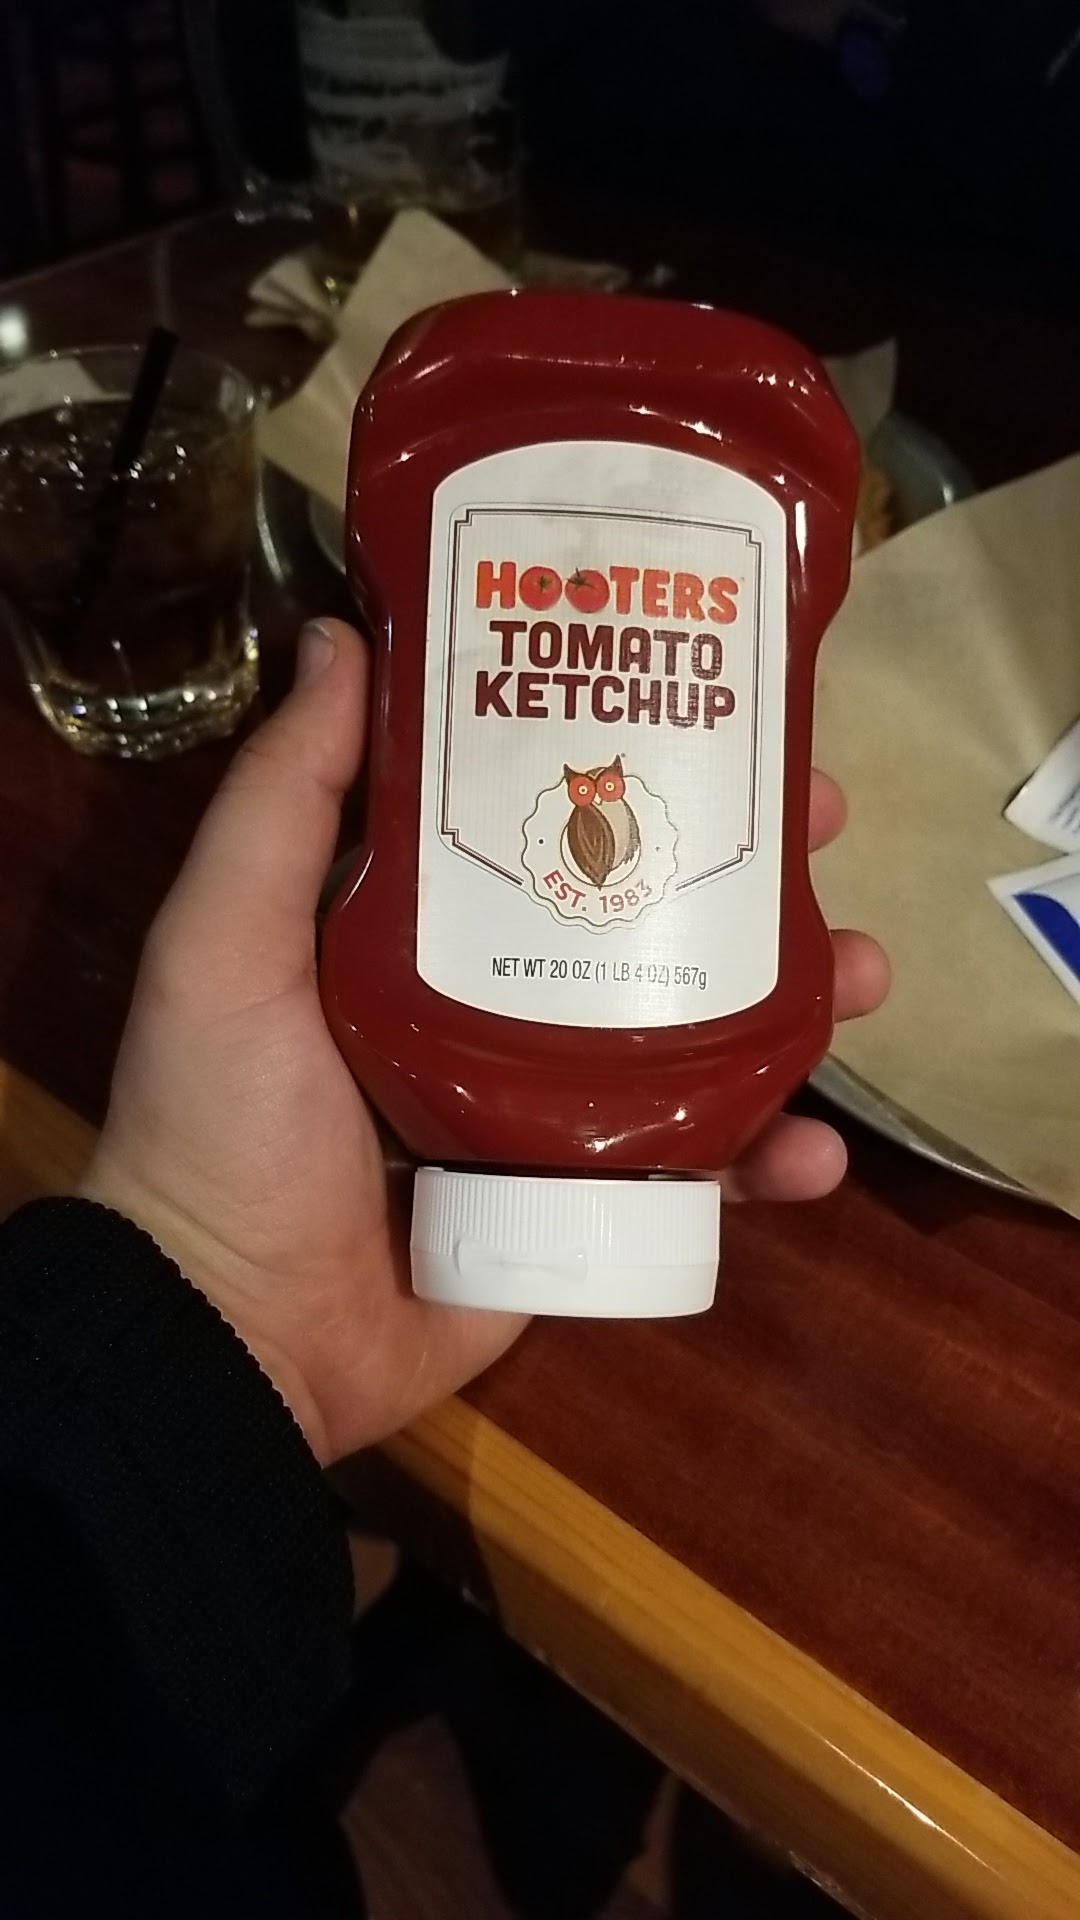 HOOTERS
TOMATO
KETCHUP
EST. 1983
NET WT 20 OZ (1 LB 4 OZ) 567g